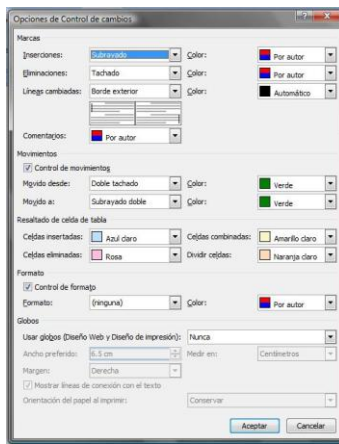 Opciones de Control de cambios
Marcas
Inserciones: Subrayado Color: Por autor
Eliminaciones: Tachado Color: Por autor
Líneas cambiadas: Borde exterior Color: Automático
Comentarios: Por autor
Movimientos
Control de movimientos
Movido desde: Doble tachado Color: Verde
Movido a: Subrayado doble Color: Verde
Resaltado de celda de tabla
Celdas insertadas: Azul claro Celdas combinadas: Amarillo claro
Celdas eliminadas: Rosa Dividir celdas: Naranja claro
Formato
Control de formato
Formato: (ninguna) Color: Por autor
Globos
Usar globos (Diseño Web y Diseño de impresión): Nunca
Ancho preferido: 6.5 cm Medir en: Centímetros
Margen: Derecha
Mostrar líneas de conexión con el texto
Orientación del papel al imprimir: Conservar
Aceptar Cancelar